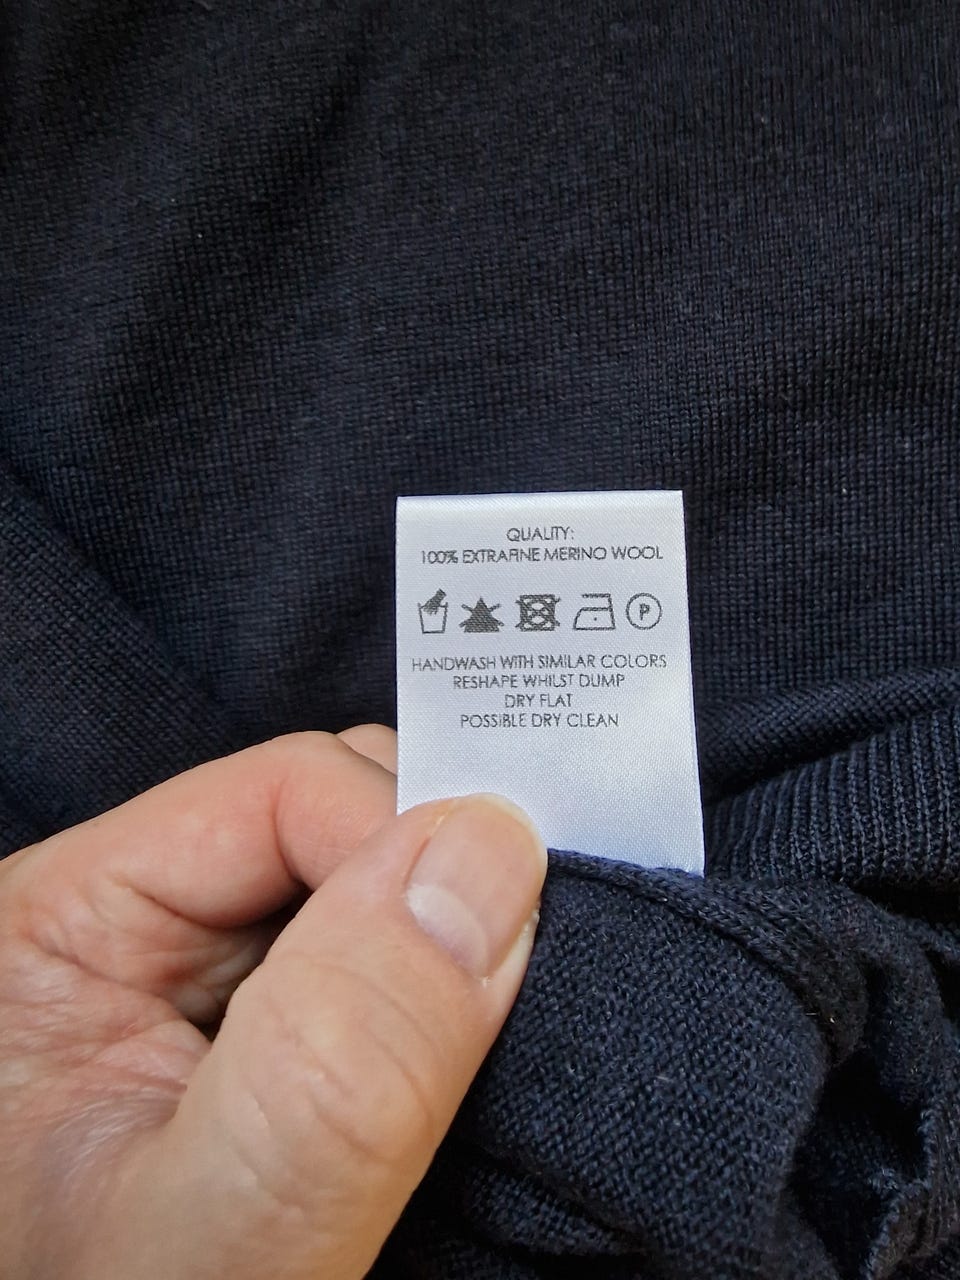 QUALITY:
100% EXTRAFINE MERINO WOOL
P
HANDWASH WITH SIMILAR COLORS
RESHAPE WHILST DUMP
DRY FLAT
POSSIBLE DRY CLEAN